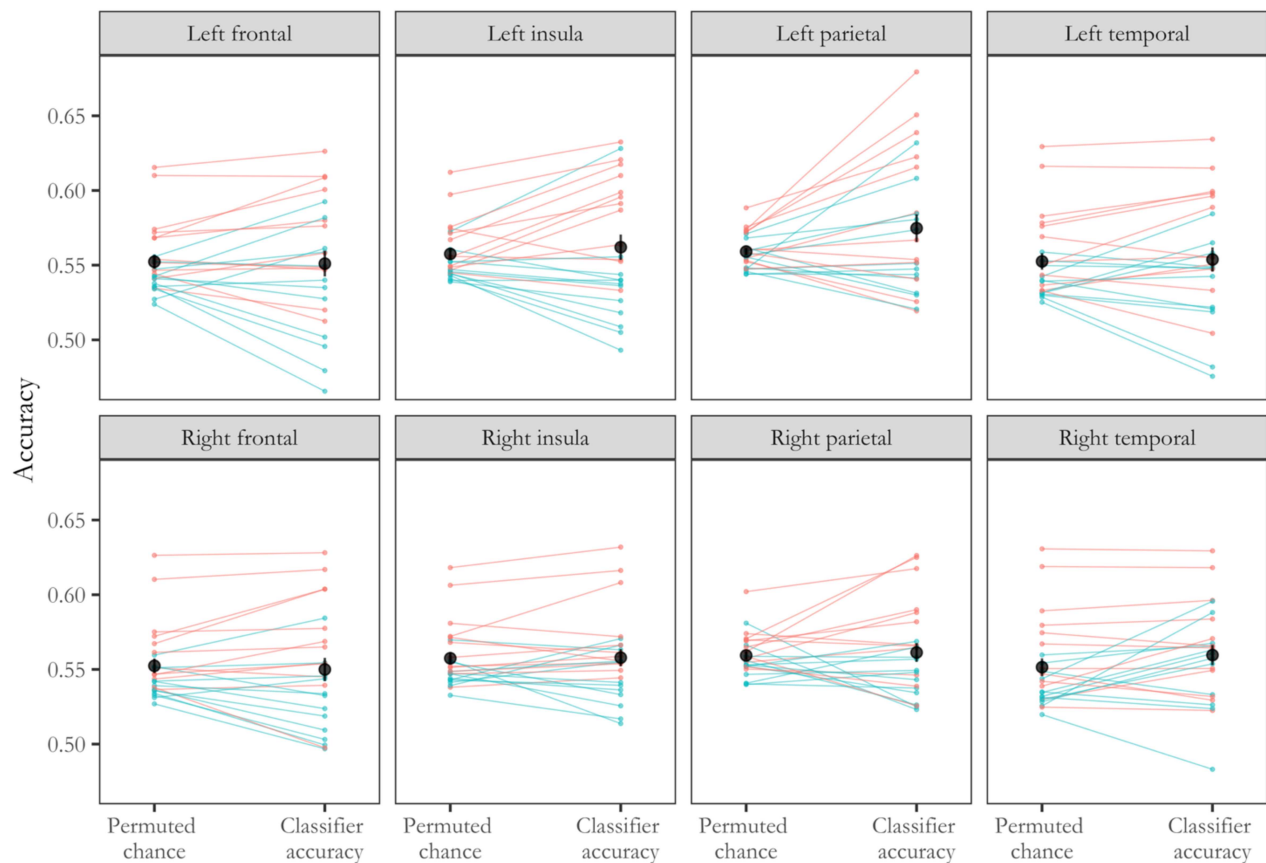 Left frontal
Left insula
Left parietal
Left temporal
0.65
0.60
0.55
0.50
Accuracy
Right frontal
Right insula
Right parietal
Right temporal
0.65
0.60
0.55
0.50
Permuted
chance
Classifier
accuracy
Permuted
chance
Classifier
accuracy
Permuted
chance
Classifier
accuracy
Permuted
chance
Classifier
accuracy